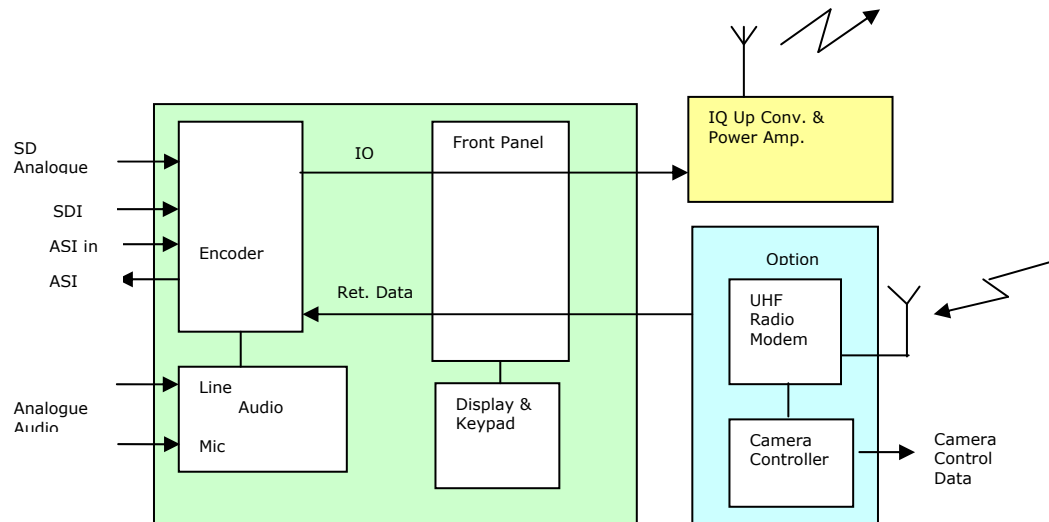 IQ Up Conv. &
Power Amp.
SD
Analogue
IO
Front Panel
SDI
ASI in
Encoder
ASI
Option
Ret. Data
UHF
Radio
Modem
Line
Audio
Analogue
Audio
Mic
Display &
Keypad
Camera
Controller
Camera
Control
Data